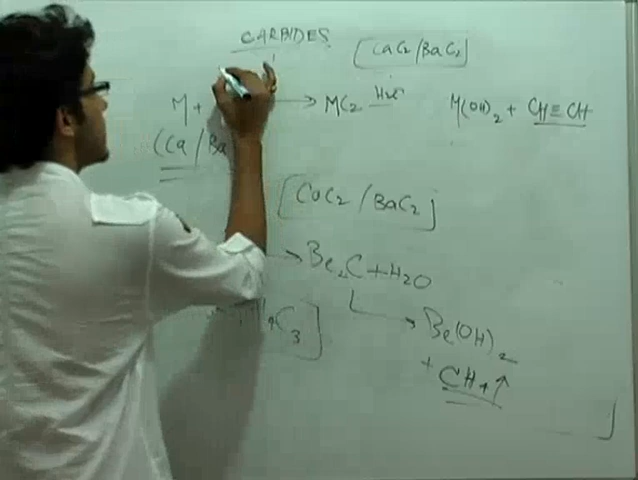 CARBIDES
[CaC2/BaC2]
M + → MC2 H2O M(OH)2 + CH≡CH
(Ca/Ba
[CaC2/BaC2]
→ Be2C + H2O
C3] → Be(OH)2
+ CH4↑